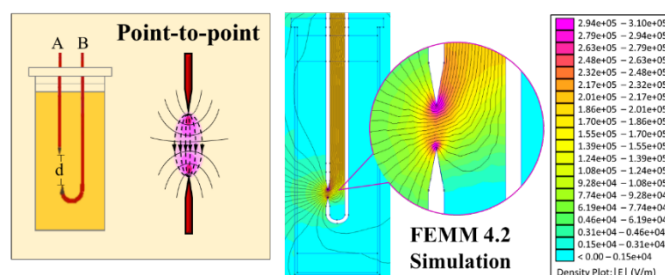 A B
Point-to-point
d
FEMM 4.2
Simulation
2.94e+05 – 3.10e+05
2.79e+05 – 2.94e+05
2.63e+05 – 2.79e+05
2.48e+05 – 2.63e+05
2.32e+05 – 2.48e+05
2.17e+05 – 2.32e+05
2.01e+05 – 2.17e+05
1.86e+05 – 2.01e+05
1.70e+05 – 1.86e+05
1.55e+05 – 1.70e+05
1.39e+05 – 1.55e+05
1.24e+05 – 1.39e+05
1.08e+05 – 1.24e+05
9.28e+04 – 1.08e+05
7.74e+04 – 9.28e+04
6.19e+04 – 7.74e+04
0.46e+04 – 6.19e+04
0.31e+04 – 0.46e+04
0.15e+04 – 0.31e+04
< 0.00 – 0.15e+04
Density Plot: |E| (V/m)